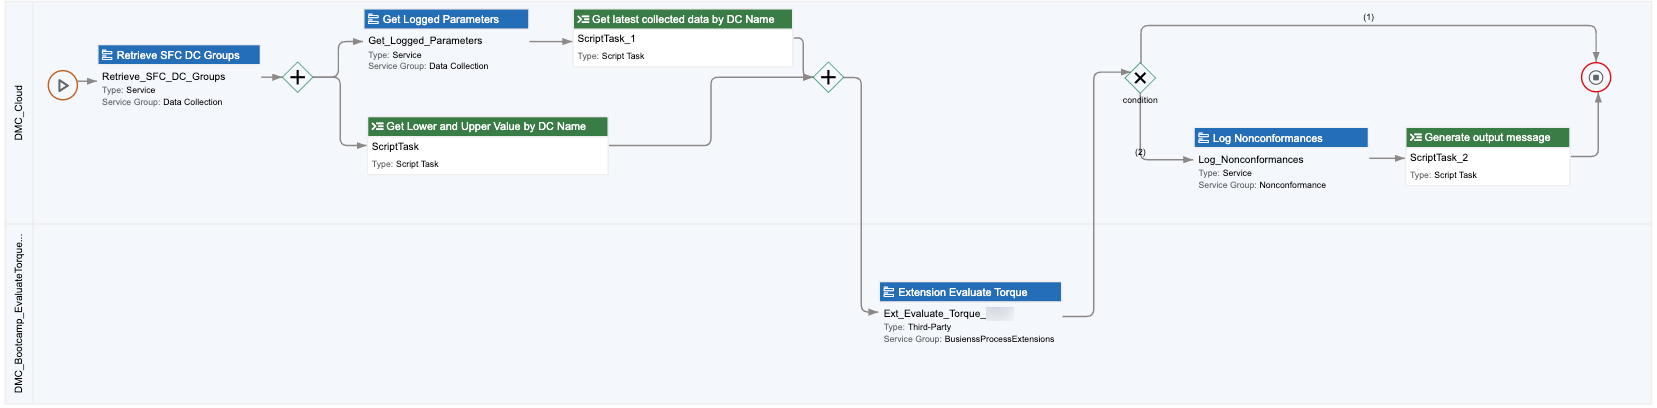 DMC_Cloud
Retrieve SFC DC Groups
Retrieve_SFC_DC_Groups
Type: Service
Service Group: Data Collection
Get Logged Parameters
Get_Logged_Parameters
Type: Service
Service Group: Data Collection
Get latest collected data by DC Name
ScriptTask_1
Type: Script Task
Get Lower and Upper Value by DC Name
ScriptTask
Type: Script Task
(1)
condition
(2)
Log Nonconformances
Log_Nonconformances
Type: Service
Service Group: Nonconformance
Generate output message
ScriptTask_2
Type: Script Task
DMC_Bootcamp_EvaluateTorque...
Extension Evaluate Torque
Ext_Evaluate_Torque_
Type: Third-Party
Service Group: BusienssProcessExtensions